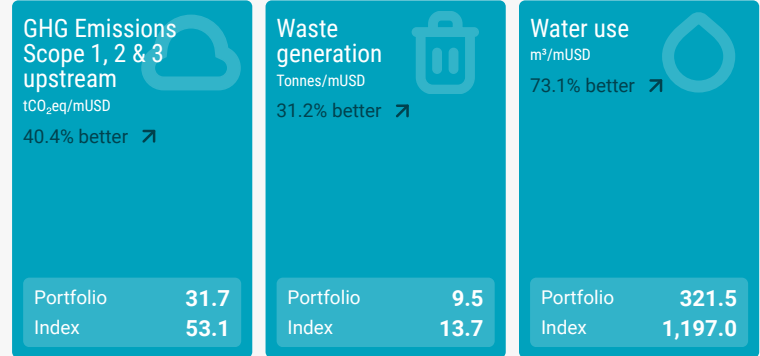 GHG Emissions
Scope 1, 2 & 3
upstream
tCO₂eq/mUSD
40.4% better
Portfolio 31.7
Index 53.1
Waste
generation
Tonnes/mUSD
31.2% better
Portfolio 9.5
Index 13.7
Water use
m³/mUSD
73.1% better
Portfolio 321.5
Index 1,197.0